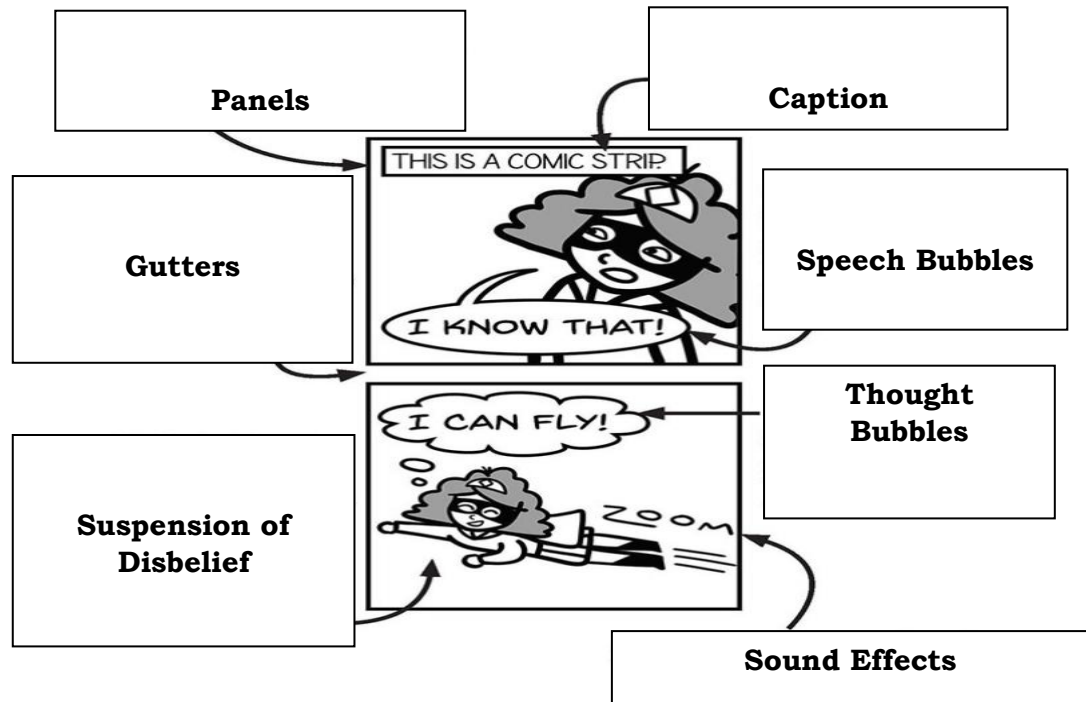 Panels
Caption
THIS IS A COMIC STRIP.
Gutters
Speech Bubbles
I KNOW THAT!
Thought
Bubbles
I CAN FLY!
Suspension of
Disbelief
ZOOM
Sound Effects